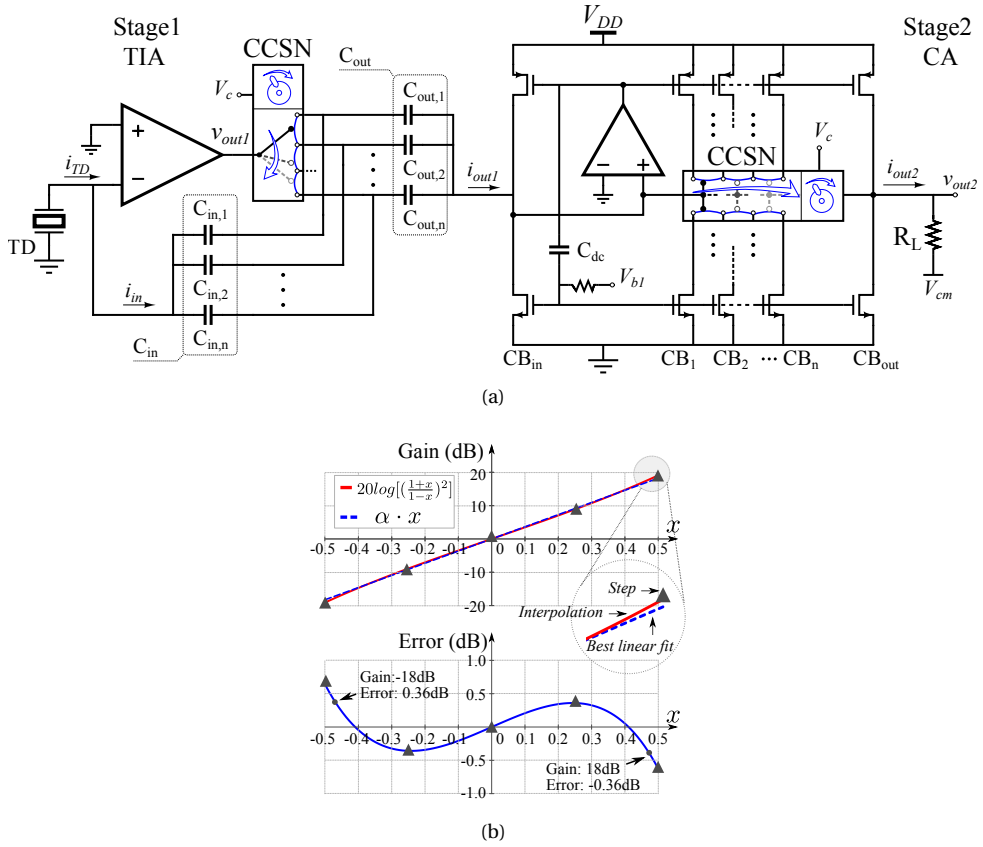 Stage1
TIA
CCSN
V_c
C_out
C_out,1
C_out,2
C_out,n
+
−
v_out1
i_TD
TD
i_in
C_in,1
C_in,2
C_in,n
C_in
i_out1
V_DD
Stage2
CA
− +
CCSN
V_c
i_out2
v_out2
R_L
V_cm
C_dc
V_b1
CB_in CB_1 CB_2 ··· CB_n CB_out
(a)
Gain (dB)
20log[(\frac{1+x}{1-x})^2]
α · x
20
10
-10
-20
x
-0.5 -0.4 -0.3 -0.2 -0.1 0 0.1 0.2 0.3 0.4 0.5
Step
Interpolation
Best linear fit
Error (dB)
1.0
0.5
-0.5
-1.0
Gain:-18dB
Error: 0.36dB
x
-0.5 -0.4 -0.3 -0.2 -0.1 0 0.1 0.2 0.3 0.4 0.5
Gain: 18dB
Error: -0.36dB
(b)